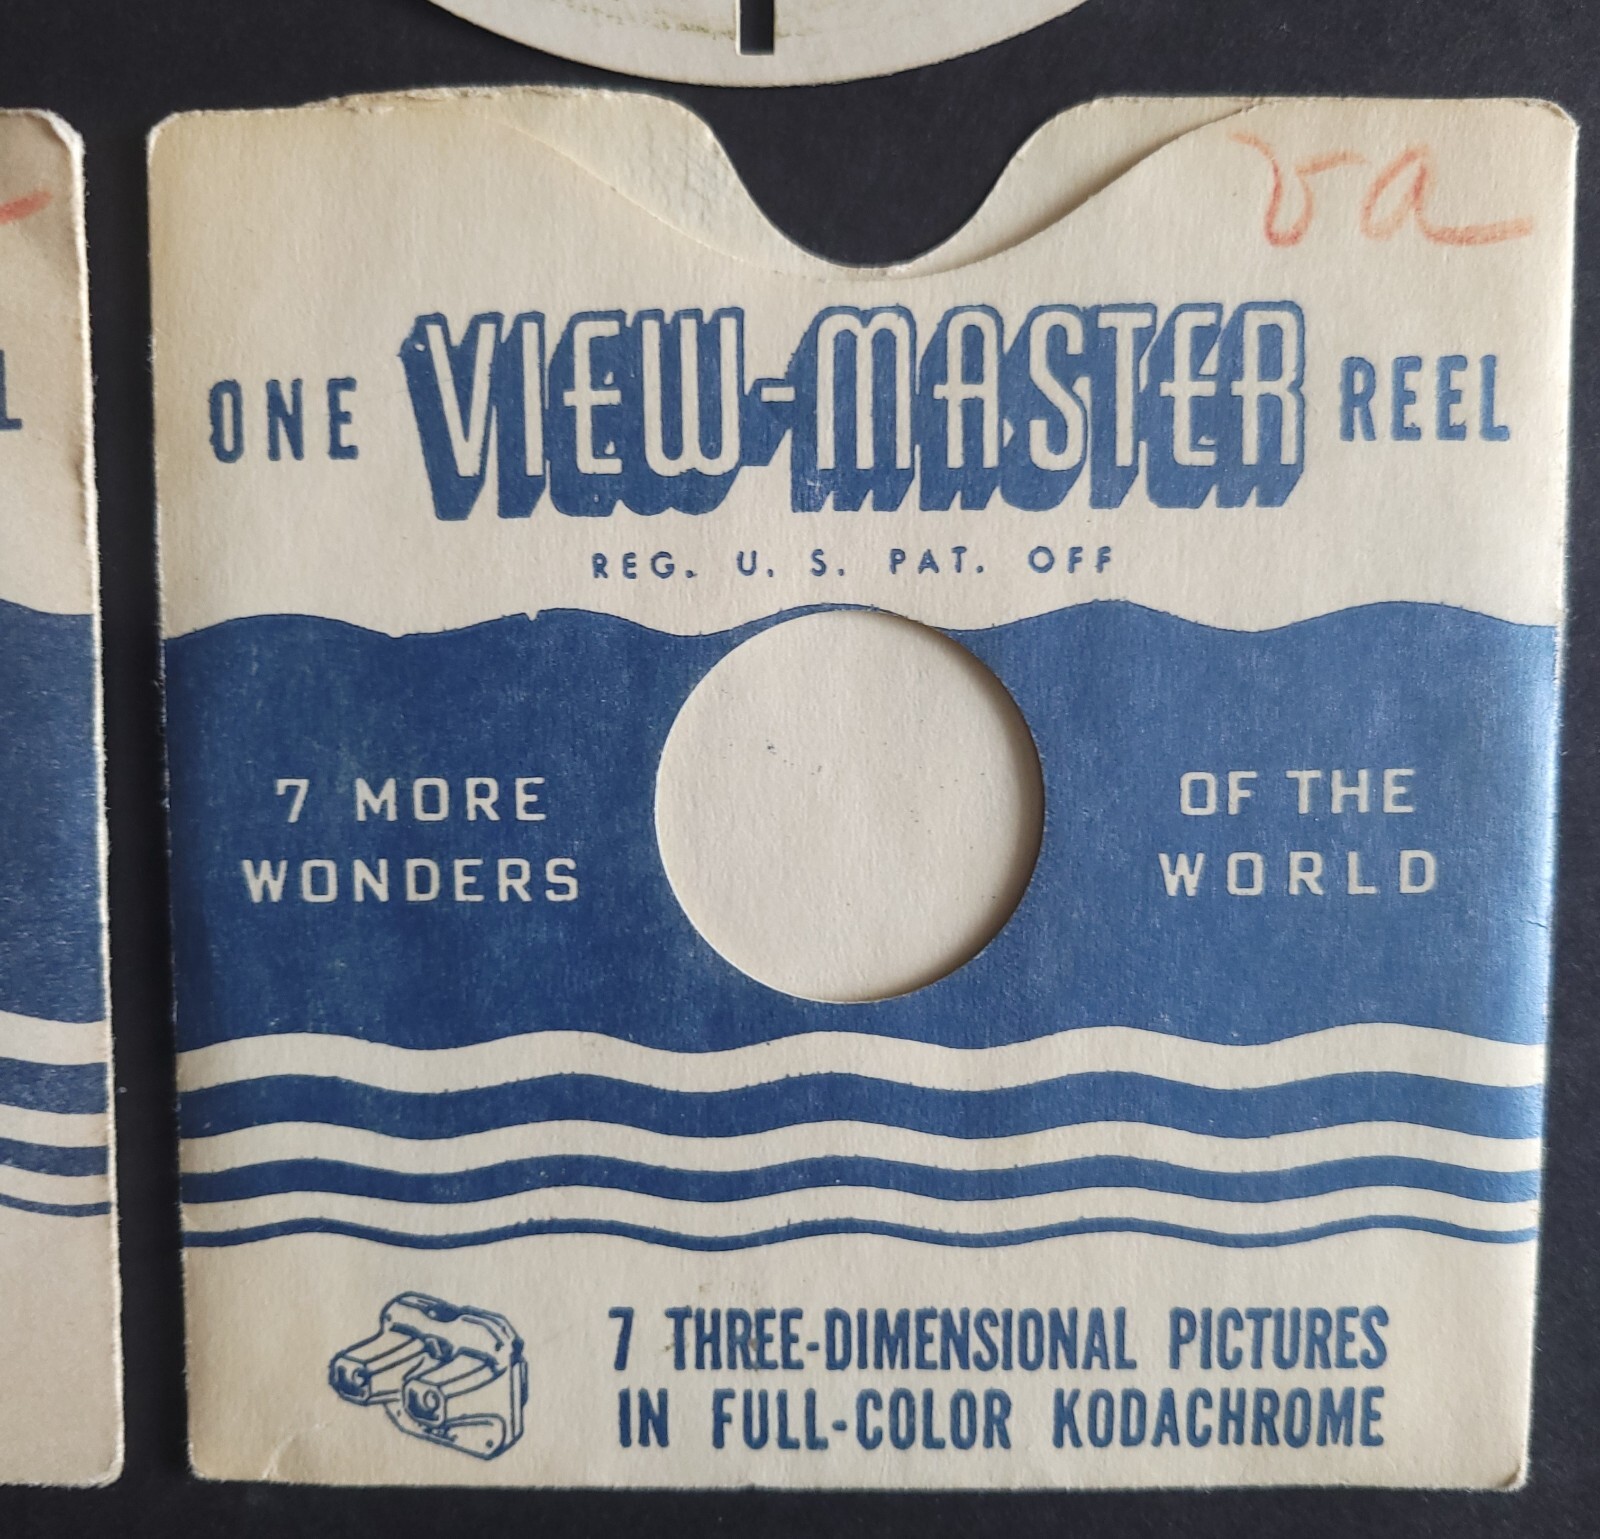 va
ONE VIEW-MASTER REEL
REG. U. S. PAT. OFF
7 MORE
WONDERS
OF THE
WORLD
7 THREE-DIMENSIONAL PICTURES
IN FULL-COLOR KODACHROME
L